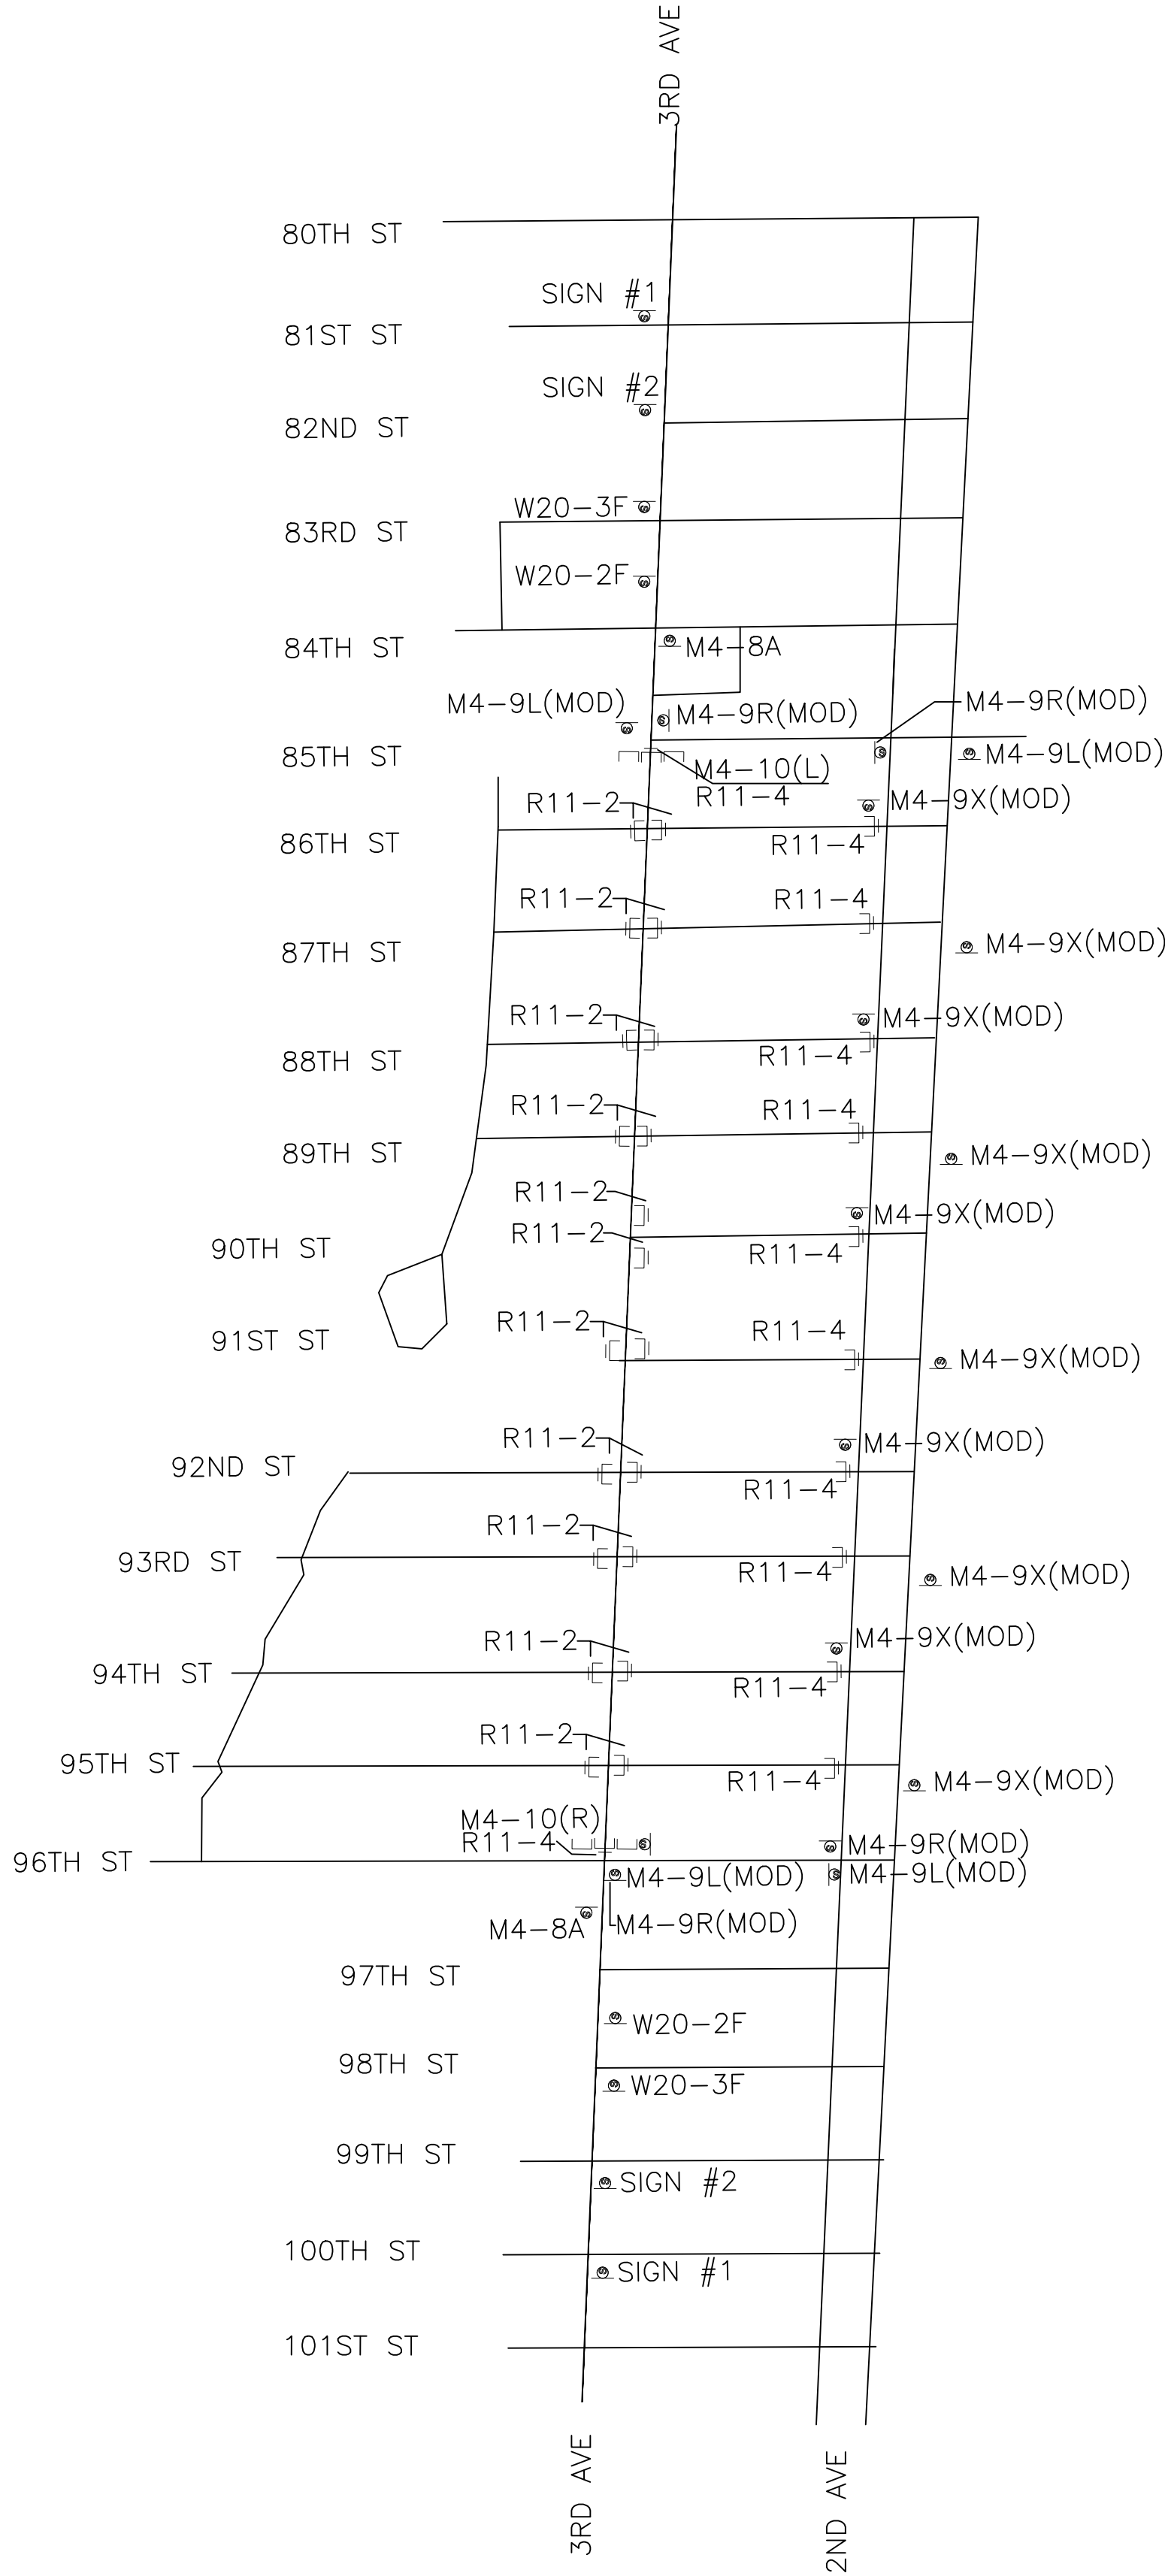 3RD AVE
80TH ST
SIGN #1
81ST ST
SIGN #2
82ND ST
W20-3F
83RD ST
W20-2F
84TH ST
M4-8A
M4-9L(MOD)
M4-9R(MOD)
M4-9R(MOD)
85TH ST
M4-9L(MOD)
M4-10(L)
R11-4
R11-2
M4-9X(MOD)
86TH ST
R11-4
R11-2
R11-4
87TH ST
M4-9X(MOD)
R11-2
M4-9X(MOD)
88TH ST
R11-4
R11-2
R11-4
89TH ST
M4-9X(MOD)
R11-2
M4-9X(MOD)
R11-2
90TH ST
R11-4
R11-2
R11-4
91ST ST
M4-9X(MOD)
R11-2
M4-9X(MOD)
92ND ST
R11-4
R11-2
93RD ST
R11-4
M4-9X(MOD)
R11-2
M4-9X(MOD)
94TH ST
R11-4
R11-2
95TH ST
R11-4
M4-9X(MOD)
M4-10(R)
R11-4
M4-9R(MOD)
96TH ST
M4-9L(MOD)
M4-9L(MOD)
M4-8A
M4-9R(MOD)
97TH ST
W20-2F
98TH ST
W20-3F
99TH ST
SIGN #2
100TH ST
SIGN #1
101ST ST
3RD AVE
2ND AVE